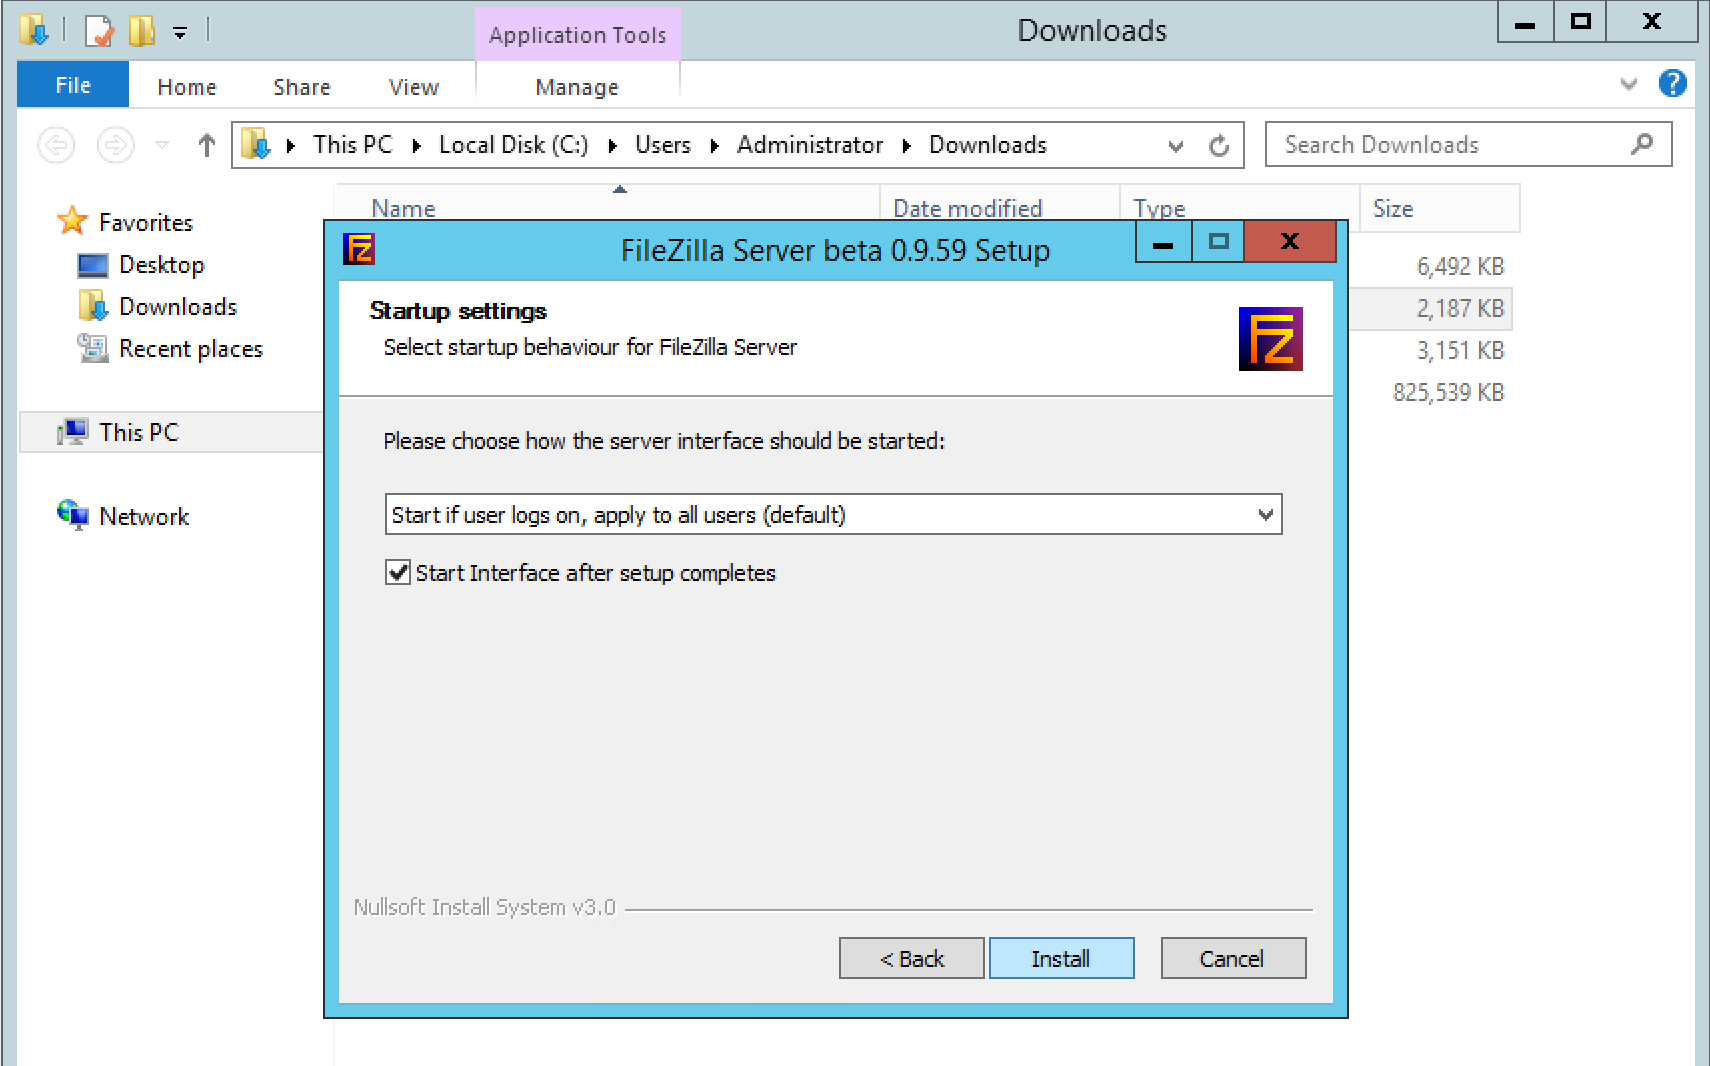 Application Tools
Downloads
File Home Share View Manage
This PC Local Disk (C:) Users Administrator Downloads
Search Downloads
Name Date modified Type Size
Favorites
Desktop
Downloads
Recent places
This PC
Network
6,492 KB
2,187 KB
3,151 KB
825,539 KB
FileZilla Server beta 0.9.59 Setup
Startup settings
Select startup behaviour for FileZilla Server
Please choose how the server interface should be started:
Start if user logs on, apply to all users (default)
Start Interface after setup completes
Nullsoft Install System v3.0
< Back Install Cancel